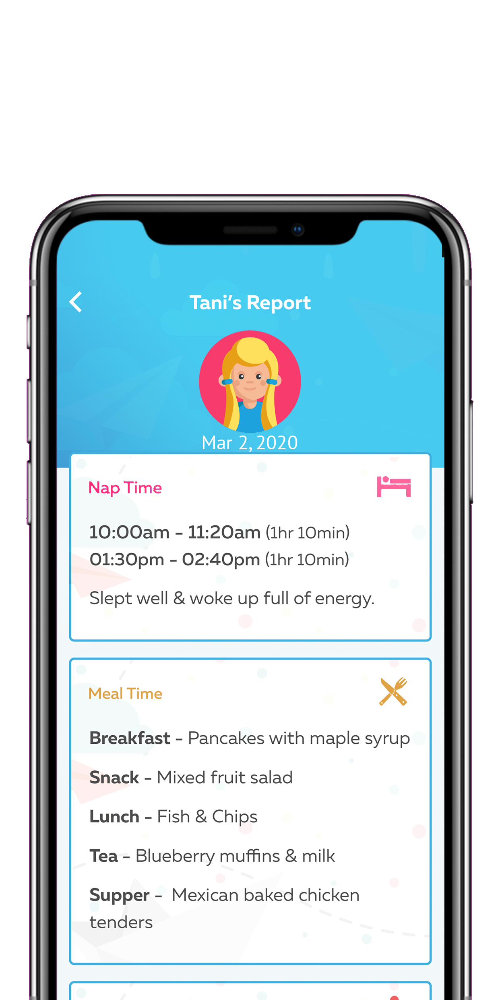 Tani’s Report
Mar 2, 2020
Nap Time
10:00am - 11:20am (1hr 10min)
01:30pm - 02:40pm (1hr 10min)
Slept well & woke up full of energy.
Meal Time
Breakfast - Pancakes with maple syrup
Snack - Mixed fruit salad
Lunch - Fish & Chips
Tea - Blueberry muffins & milk
Supper -  Mexican baked chicken
tenders